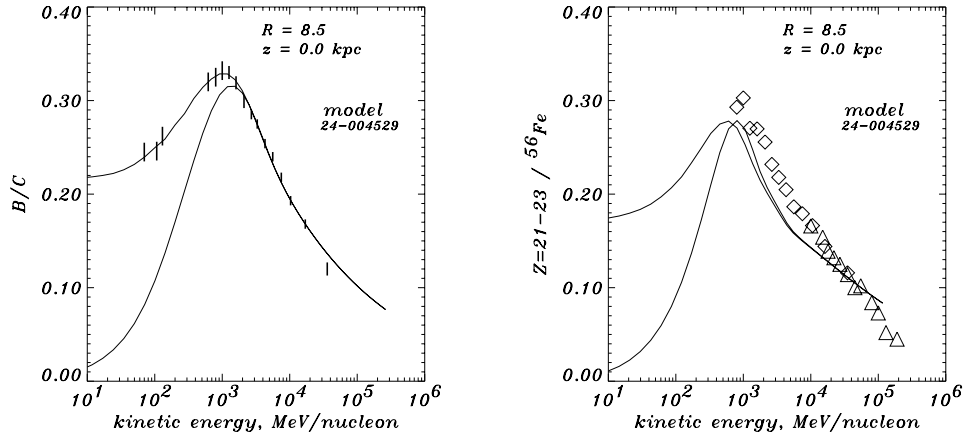 0.40
R = 8.5
z = 0.0 kpc
0.30
model
24-004529
B/C
0.20
0.10
0.00
10^1 10^2 10^3 10^4 10^5 10^6
kinetic energy, MeV/nucleon
0.40
R = 8.5
z = 0.0 kpc
0.30
model
24-004529
Z=21-23 / ^56Fe
0.20
0.10
0.00
10^1 10^2 10^3 10^4 10^5 10^6
kinetic energy, MeV/nucleon